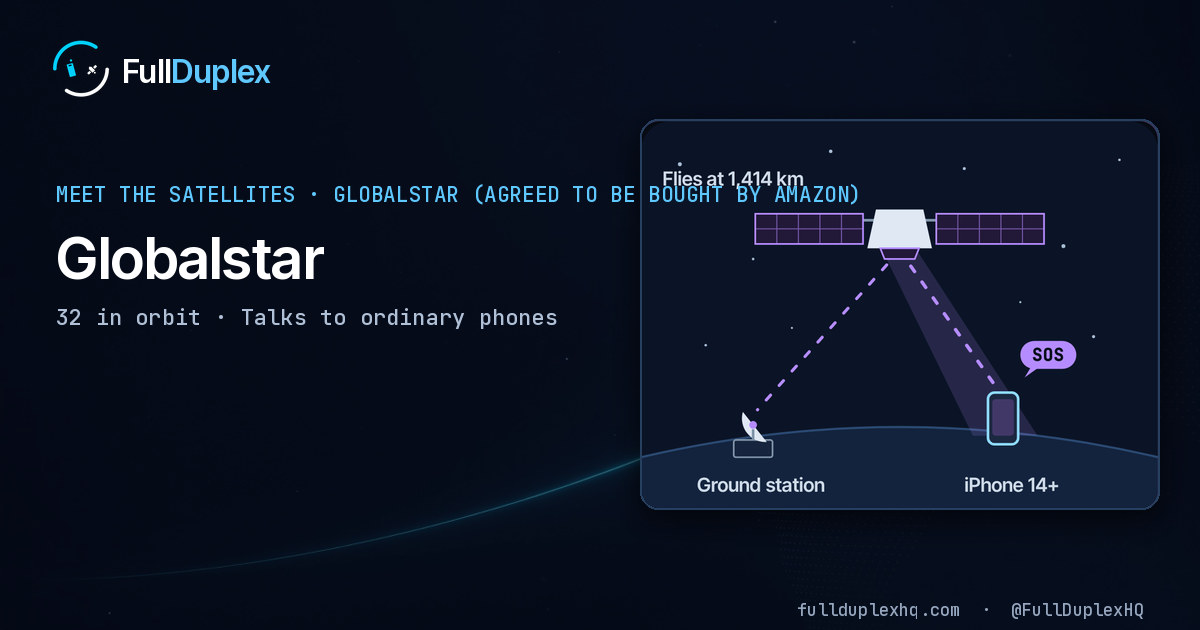 FullDuplex
MEET THE SATELLITES · GLOBALSTAR (AGREED TO BE BOUGHT BY AMAZON)
Globalstar
32 in orbit · Talks to ordinary phones
Flies at 1,414 km
SOS
Ground station
iPhone 14+
fullduplexhq.com · @FullDuplexHQ